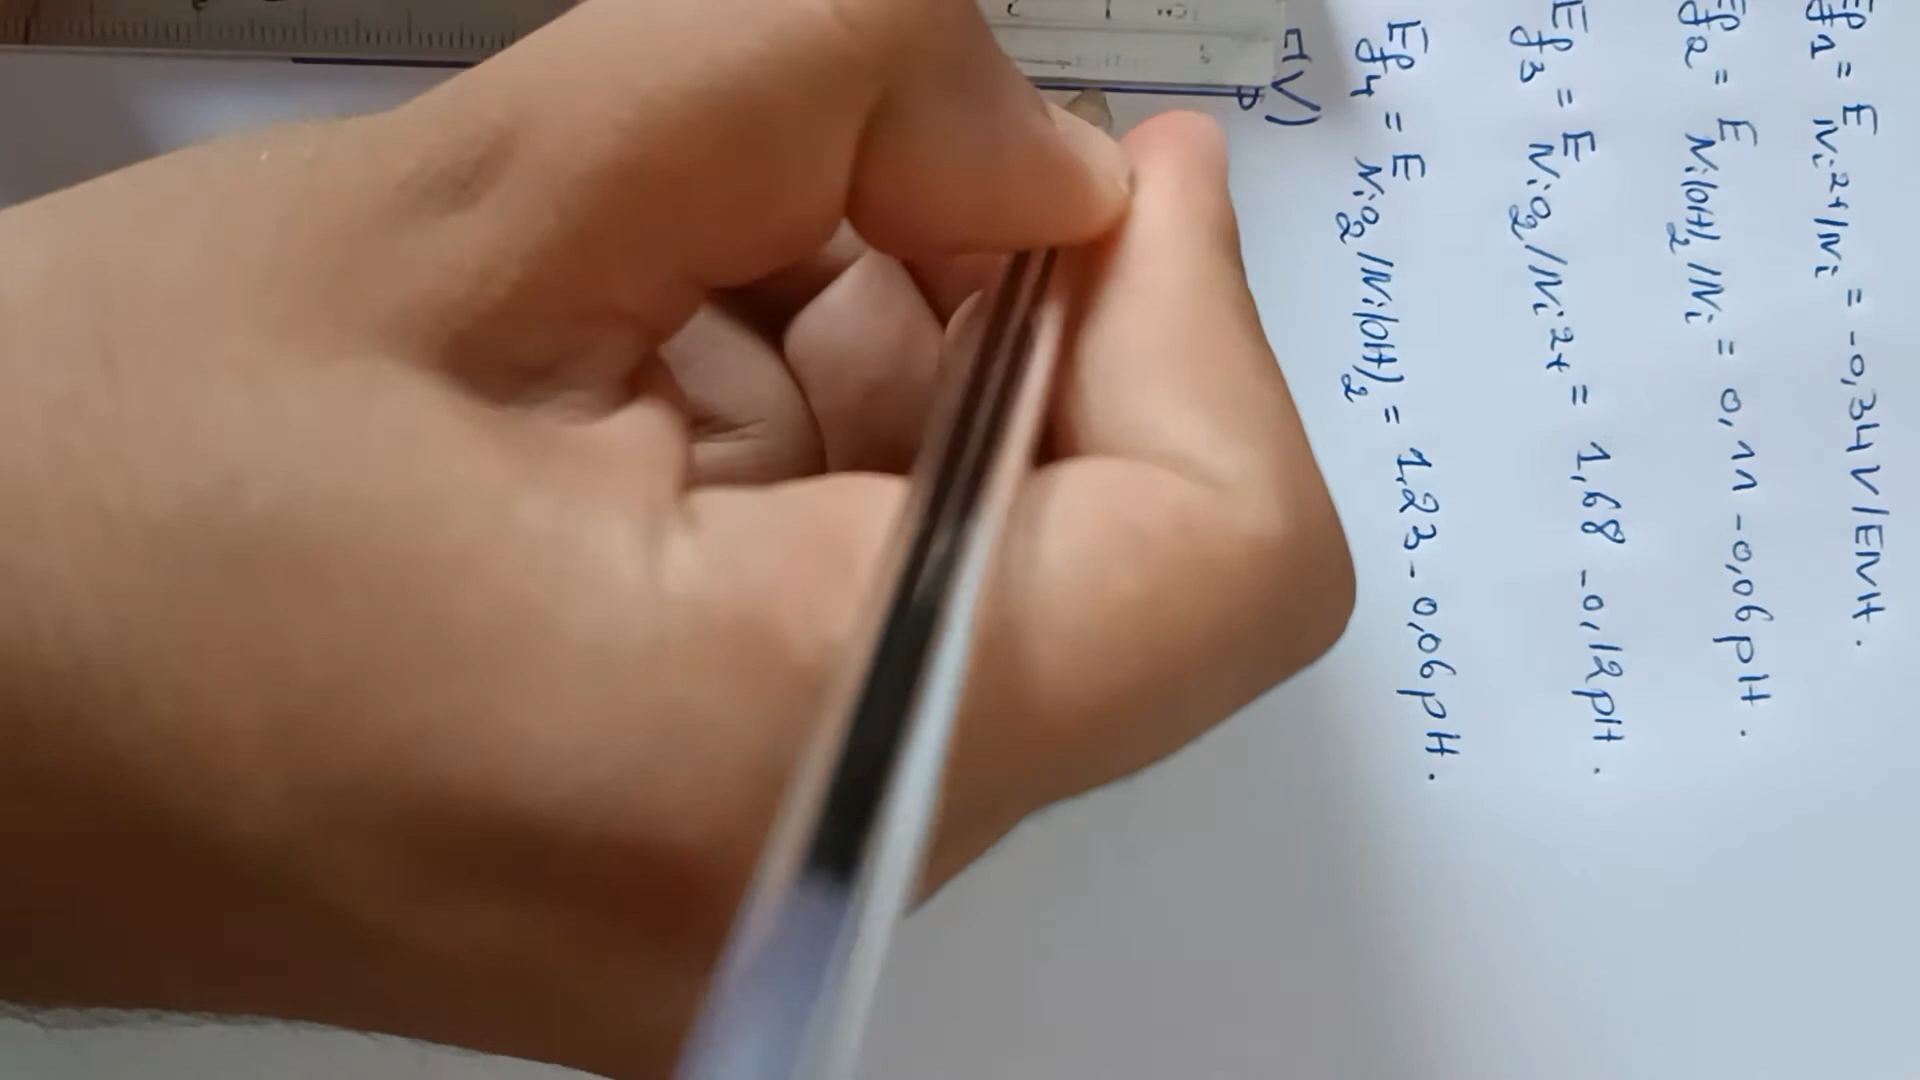 Ef1 = E Ni2+/Ni = -0,34V/ENH.
Ef2 = E Ni(OH)2/Ni = 0,11 -0,06pH.
Ef3 = E NiO2/Ni2+ = 1,68 -0,12pH.
Ef4 = E NiO2/Ni(OH)2 = 1,23 - 0,06pH.
E(V)